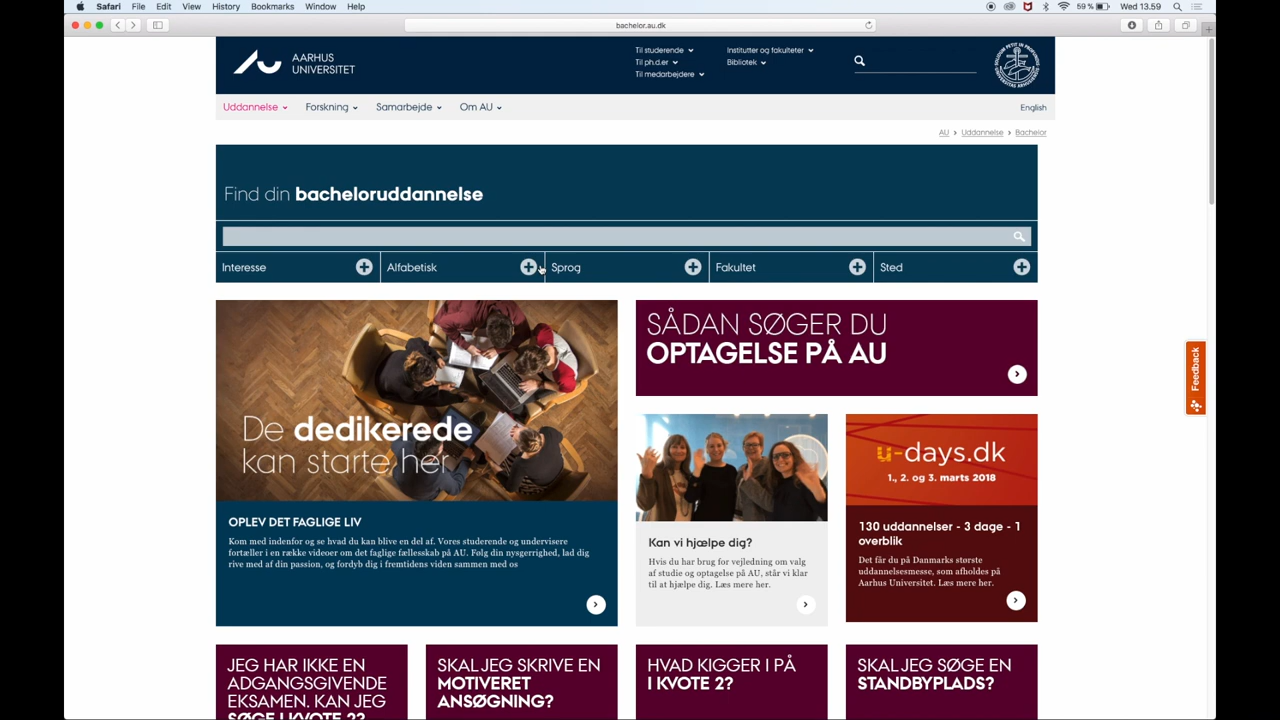 Safari File Edit View History Bookmarks Window Help
59 % Wed 13.59
bachelor.au.dk
AARHUS
UNIVERSITET
Til studerende
Til ph.d.er
Til medarbejdere
Institutter og fakulteter
Bibliotek
Uddannelse Forskning Samarbejde Om AU English
AU > Uddannelse > Bachelor
Find din bacheloruddannelse
Interesse Alfabetisk Sprog Fakultet Sted
De dedikerede
kan starte her
OPLEV DET FAGLIGE LIV
Kom med indenfor og se hvad du kan blive en del af. Vores studerende og undervisere
fortæller i en række videoer om det faglige fællesskab på AU. Følg din nysgerrighed, lad dig
rive med af din passion, og fordyb dig i fremtidens viden sammen med os
SÅDAN SØGER DU
OPTAGELSE PÅ AU
Kan vi hjælpe dig?
Hvis du har brug for vejledning om valg
af studie og optagelse på AU, står vi klar
til at hjælpe dig. Læs mere her.
u-days.dk
1., 2. og 3. marts 2018
130 uddannelser - 3 dage - 1
overblik
Det får du på Danmarks største
uddannelsesmesse, som afholdes på
Aarhus Universitet. Læs mere her.
Feedback
JEG HAR IKKE EN
ADGANGSGIVENDE
EKSAMEN. KAN JEG
SØGE I KVOTE 2?
SKAL JEG SKRIVE EN
MOTIVERET
ANSØGNING?
HVAD KIGGER I PÅ
I KVOTE 2?
SKAL JEG SØGE EN
STANDBYPLADS?